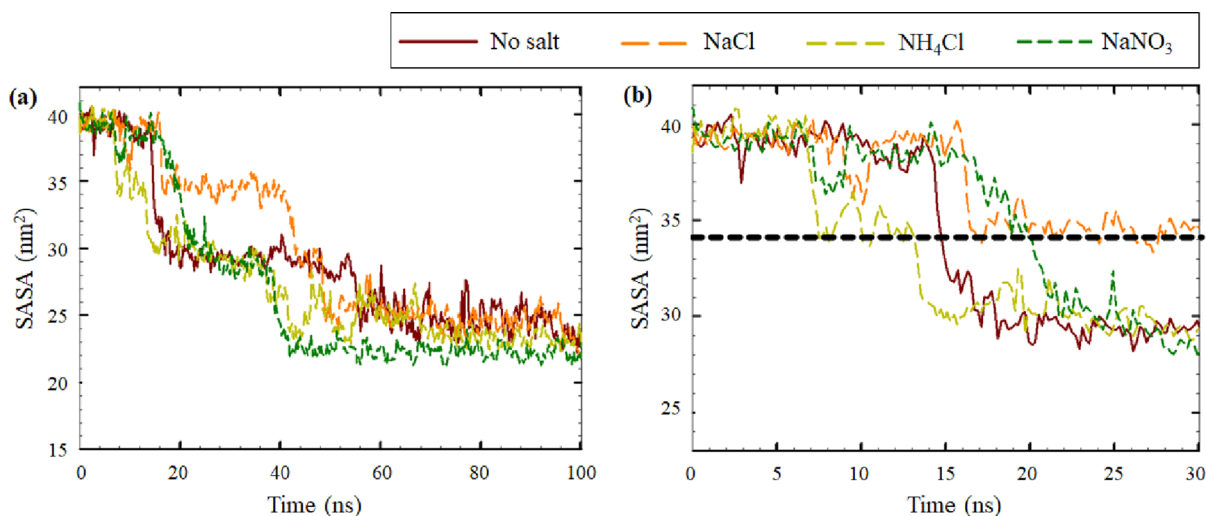 No salt NaCl NH₄Cl NaNO₃
(a)
40
35
30
25
20
15
SASA (nm²)
0 20 40 60 80 100
Time (ns)
(b)
40
35
30
25
SASA (nm²)
0 5 10 15 20 25 30
Time (ns)